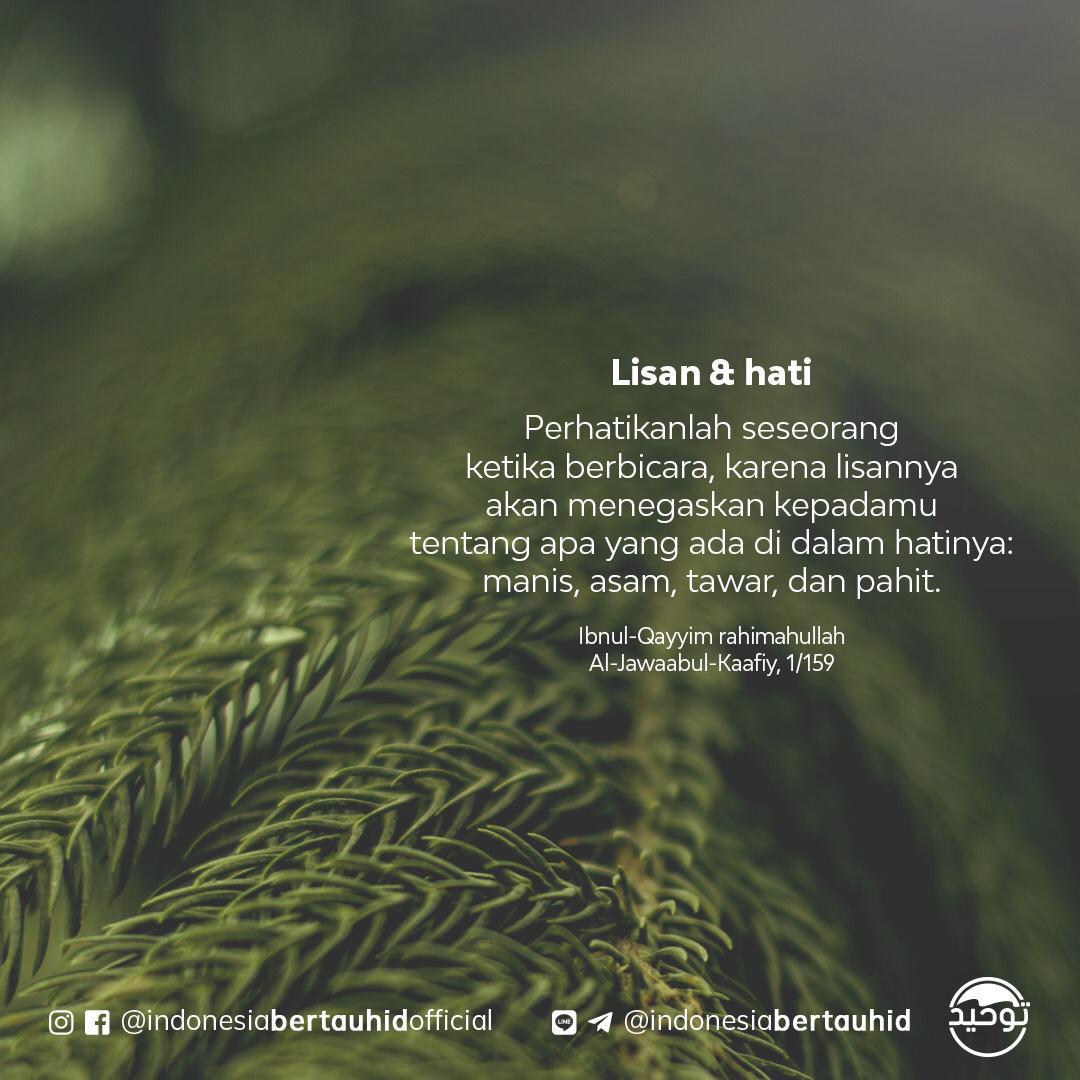 Lisan & hati
Perhatikanlah seseorang
ketika berbicara, karena lisannya
akan menegaskan kepadamu
tentang apa yang ada di dalam hatinya:
manis, asam, tawar, dan pahit.
Ibnul-Qayyim rahimahullah
Al-Jawaabul-Kaafiy, 1/159
@indonesiabertauhidofficial
LINE
@indonesiabertauhid
توحيد